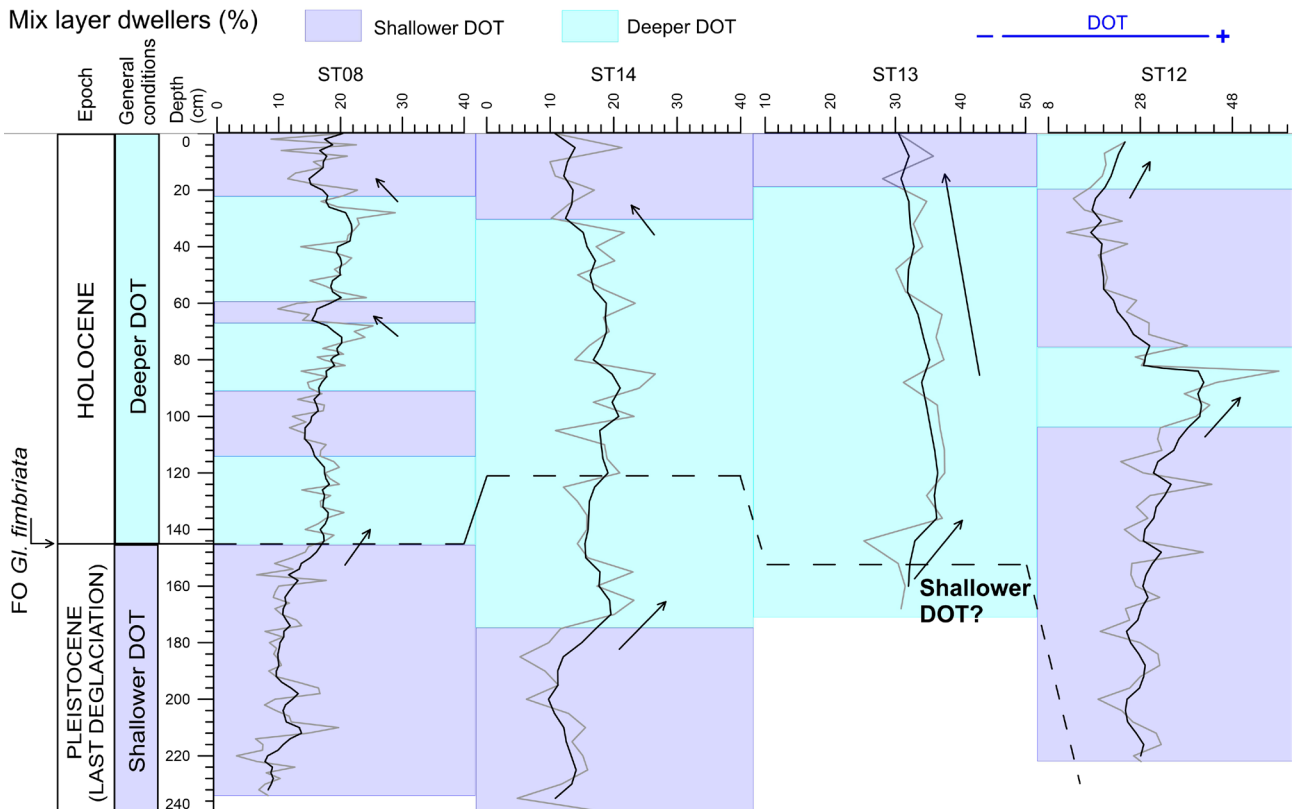 Mix layer dwellers (%)
Shallower DOT
Deeper DOT
DOT
− +
Epoch
General conditions
Depth (cm)
ST08
ST14
ST13
ST12
0 10 20 30 40
0 10 20 30 40
10 20 30 40 50
8 28 48
0
20
40
60
80
100
120
140
160
180
200
220
240
HOLOCENE
Deeper DOT
FO Gl. fimbriata
PLEISTOCENE
(LAST DEGLACIATION)
Shallower DOT
Shallower
DOT?